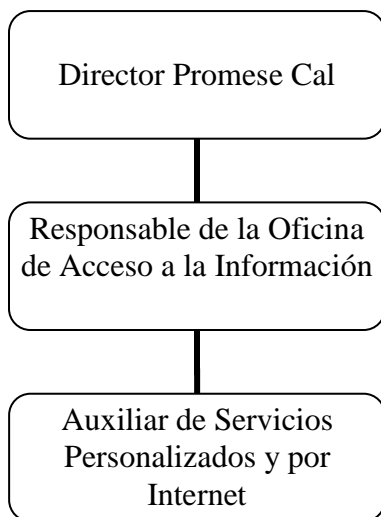 Director Promese Cal
Responsable de la Oficina
de Acceso a la Información
Auxiliar de Servicios
Personalizados y por
Internet